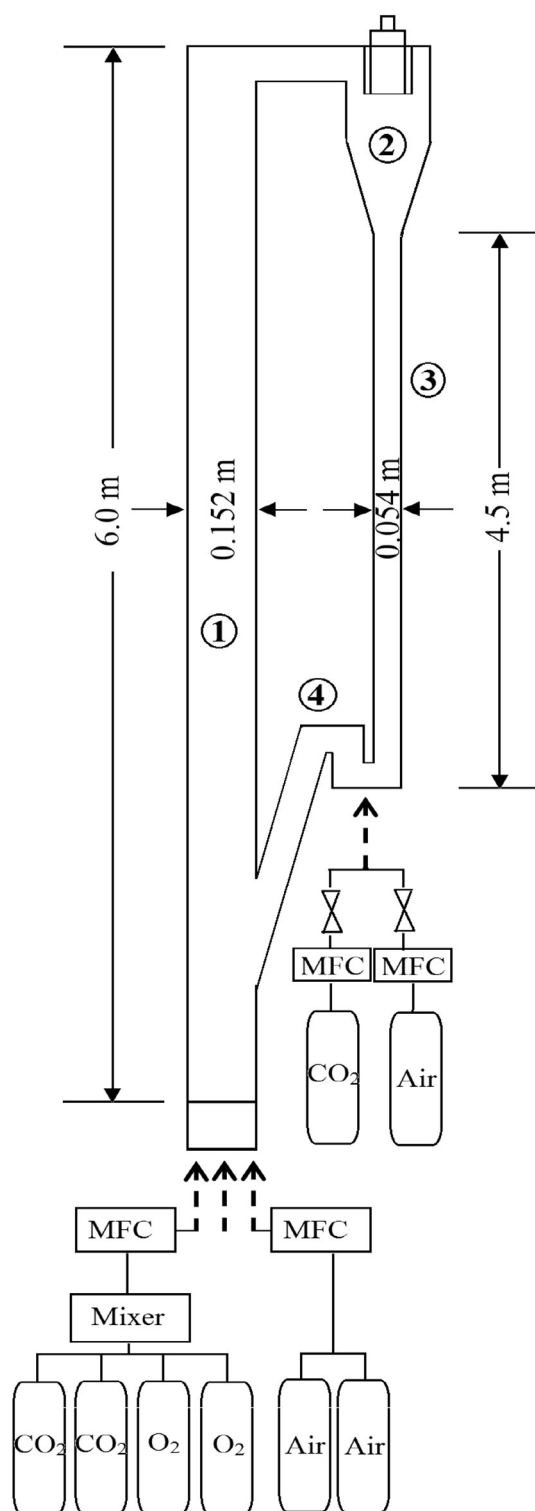 ②
③
6.0 m
0.152 m
0.054 m
4.5 m
①
④
MFC
MFC
CO₂
Air
MFC
MFC
Mixer
CO₂
CO₂
O₂
O₂
Air
Air